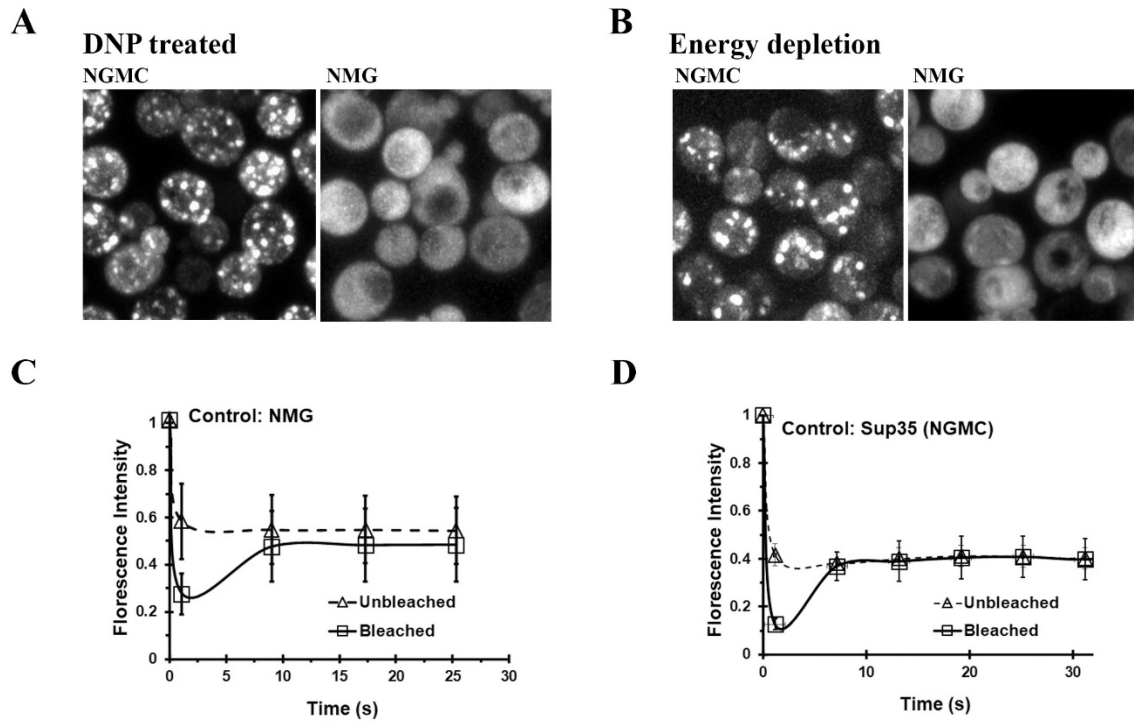 A
DNP treated
NGMC NMG
B
Energy depletion
NGMC NMG
C
Control: NMG
Florescence Intensity
1
0.8
0.6
0.4
0.2
0
Unbleached
Bleached
0 5 10 15 20 25 30
Time (s)
D
Control: Sup35 (NGMC)
Florescence Intensity
1
0.8
0.6
0.4
0.2
0
Unbleached
Bleached
0 10 20 30
Time (s)